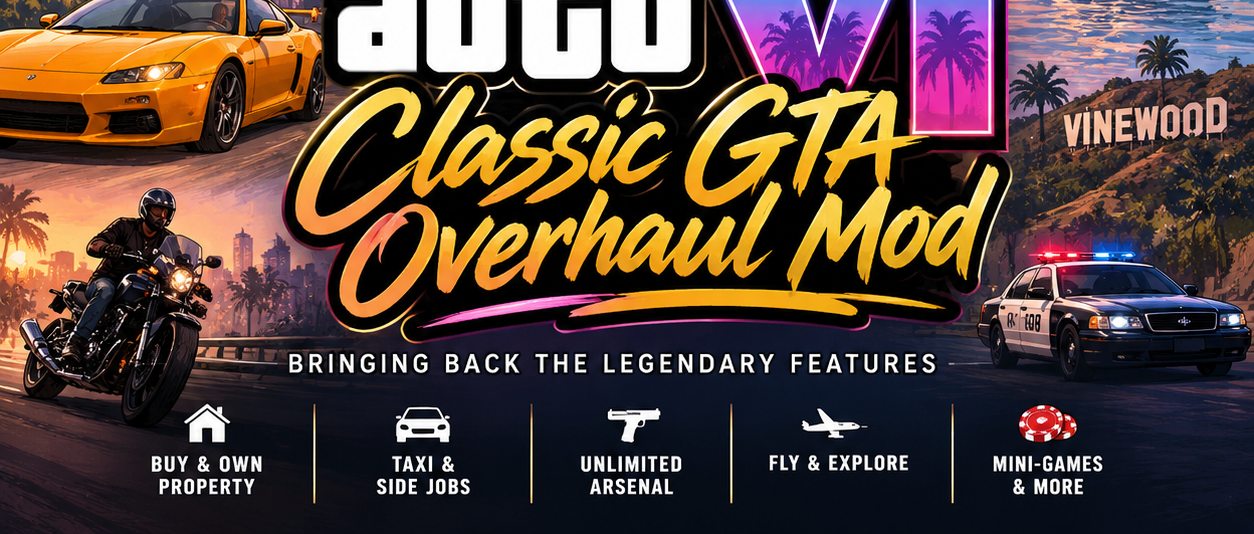 auto VI
Classic GTA
Overhaul Mod
VINEWOOD
BRINGING BACK THE LEGENDARY FEATURES
BUY & OWN
PROPERTY
TAXI &
SIDE JOBS
UNLIMITED
ARSENAL
FLY & EXPLORE
MINI-GAMES
& MORE